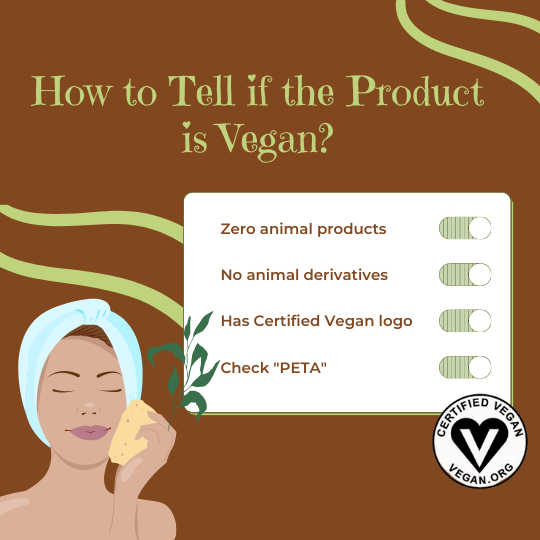 How to Tell if the Product
is Vegan?
Zero animal products
No animal derivatives
Has Certified Vegan logo
Check "PETA"
CERTIFIED VEGAN
V
VEGAN.ORG